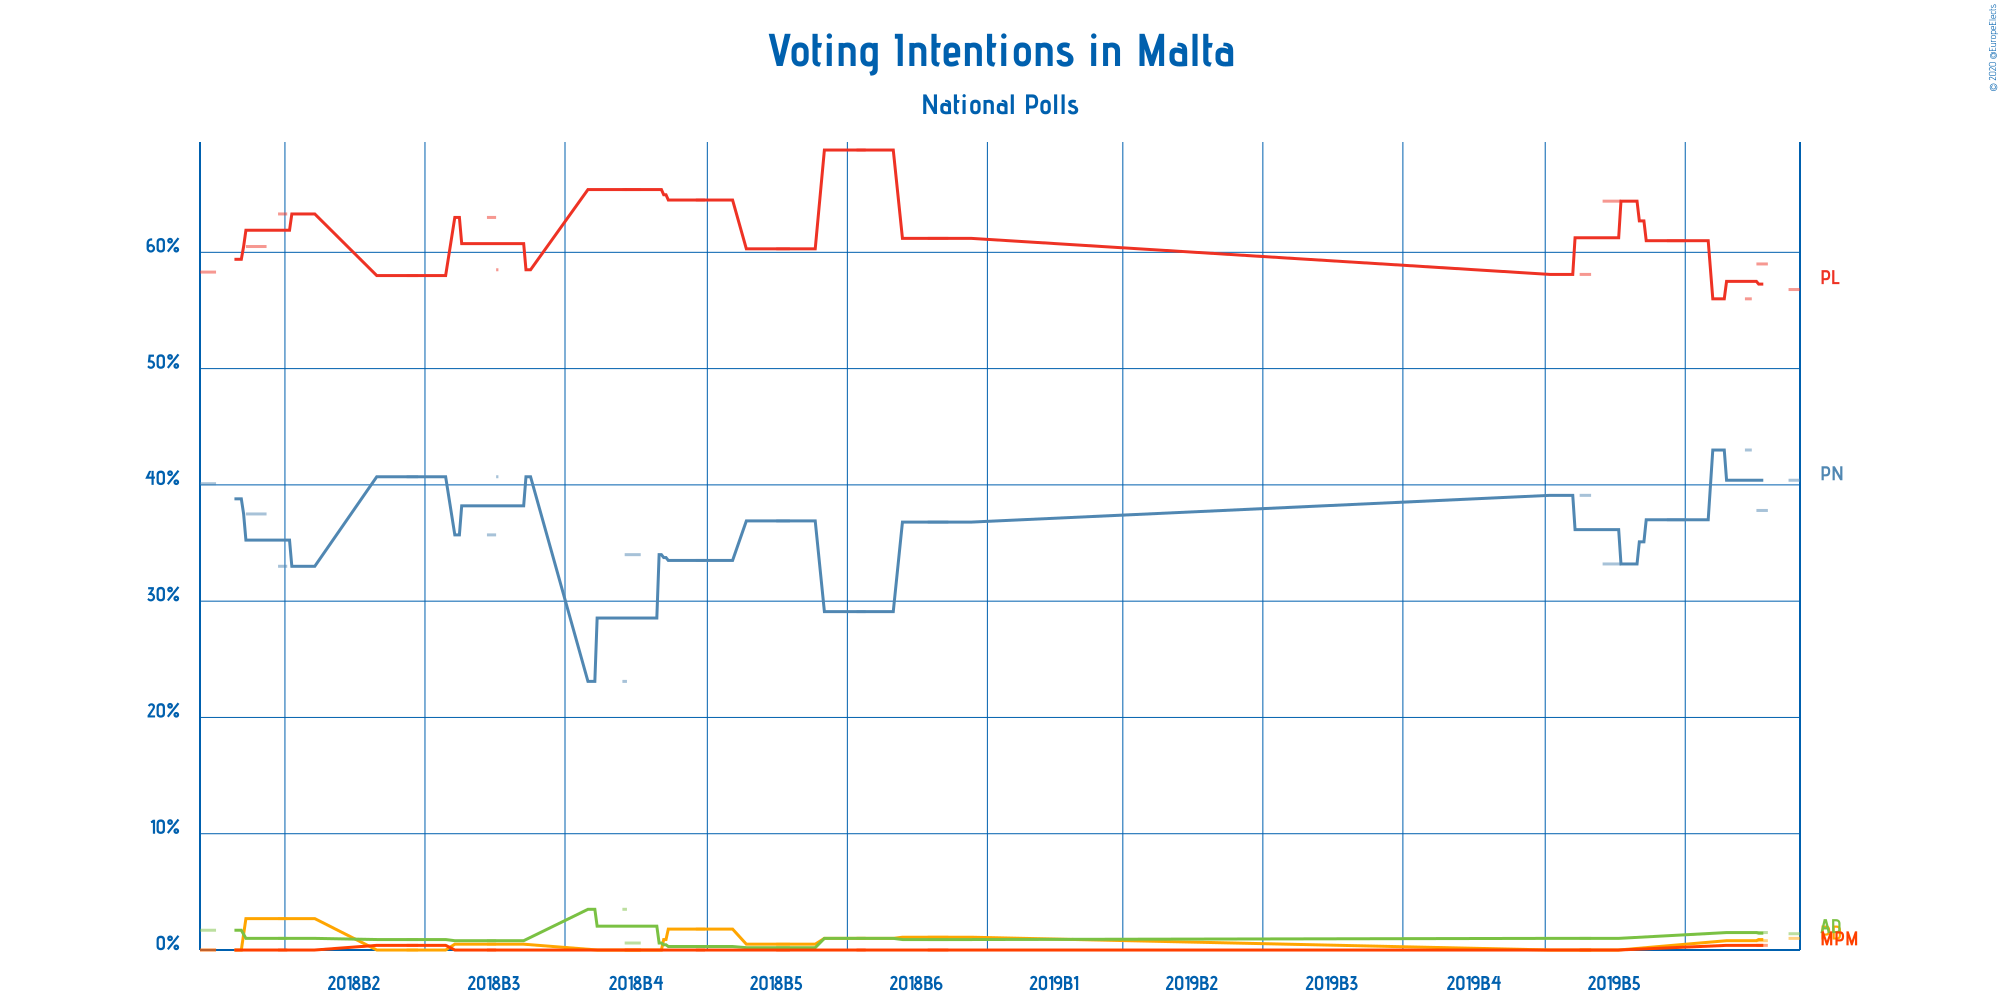 © 2020 @EuropeElects
Voting Intentions in Malta
National Polls
60%
50%
40%
30%
20%
10%
0%
PL
PN
MPM
2018B2 2018B3 2018B4 2018B5 2018B6 2019B1 2019B2 2019B3 2019B4 2019B5